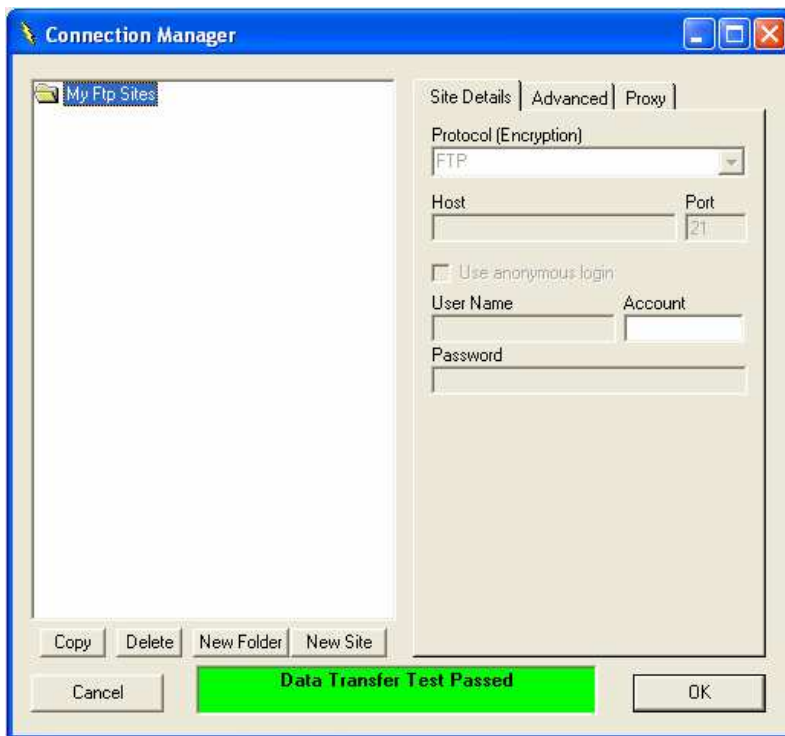 Connection Manager
My Ftp Sites
Site Details Advanced Proxy
Protocol (Encryption)
FTP
Host Port
21
Use anonymous login
User Name Account
Password
Copy Delete New Folder New Site
Cancel Data Transfer Test Passed OK